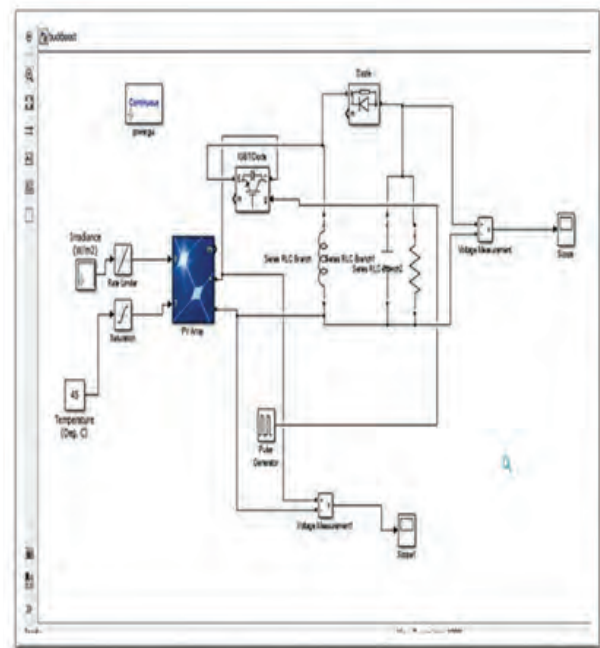 buckboost
Continuous
powergui
Diode
IGBT/Diode
Irradiance
(W/m2)
Rate Limiter
PV Array
Saturation
45
Temperature
(Deg. C)
Series RLC Branch
Series RLC Branch1
Series RLC Branch2
Voltage Measurement
Scope
Pulse
Generator
Voltage Measurement1
Scope1